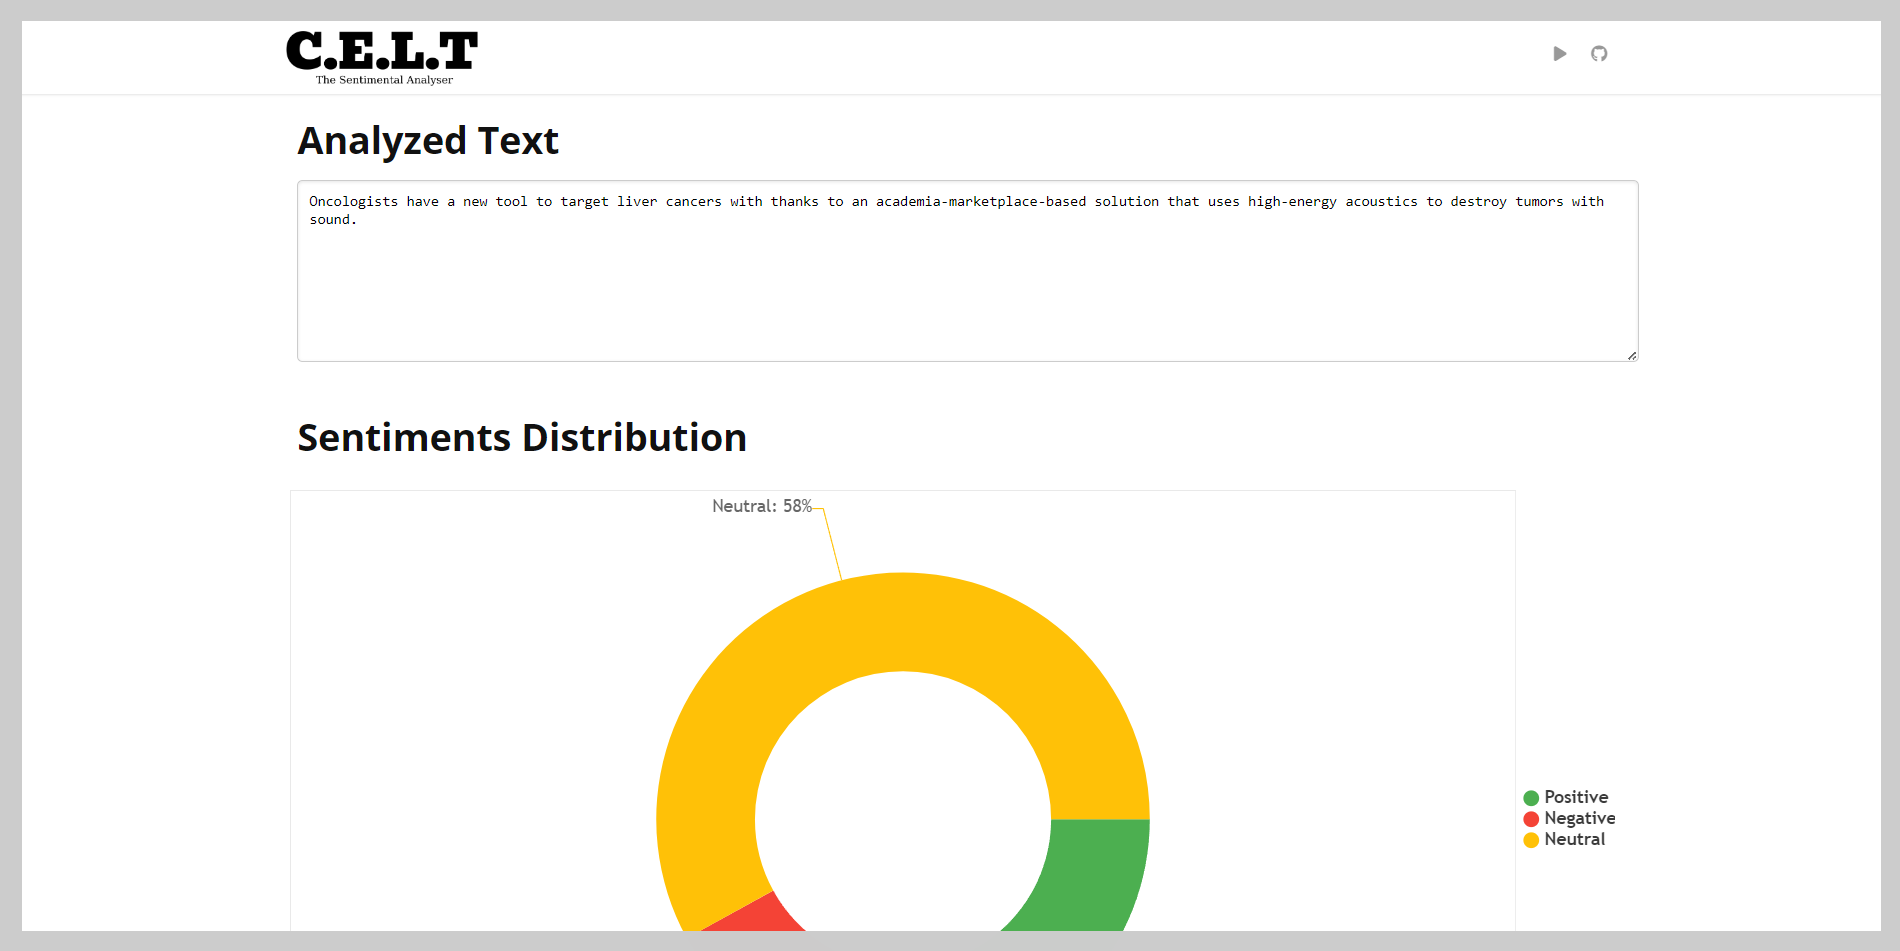 C.E.L.T
The Sentimental Analyser
Analyzed Text
Oncologists have a new tool to target liver cancers with thanks to an academia-marketplace-based solution that uses high-energy acoustics to destroy tumors with
sound.
Sentiments Distribution
Neutral: 58%
Positive
Negative
Neutral